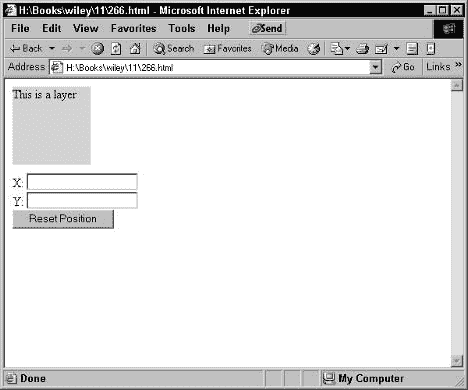 H:\Books\wiley\11\266.html - Microsoft Internet Explorer
File Edit View Favorites Tools Help Send
Back Search Favorites Media
Address H:\Books\wiley\11\266.html Go Links »
This is a layer
X:
Y:
Reset Position
Done My Computer